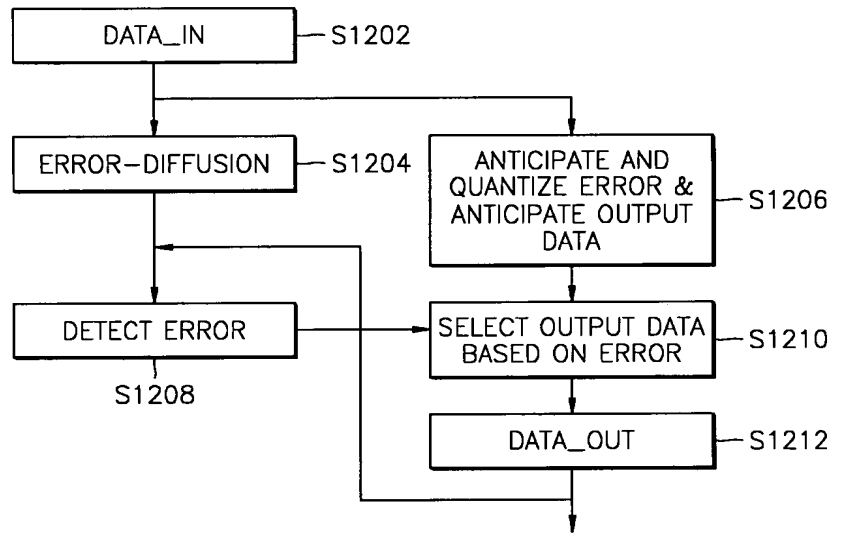 DATA_IN
S1202
ERROR-DIFFUSION
S1204
ANTICIPATE AND
QUANTIZE ERROR &
ANTICIPATE OUTPUT
DATA
S1206
DETECT ERROR
S1208
SELECT OUTPUT DATA
BASED ON ERROR
S1210
DATA_OUT
S1212